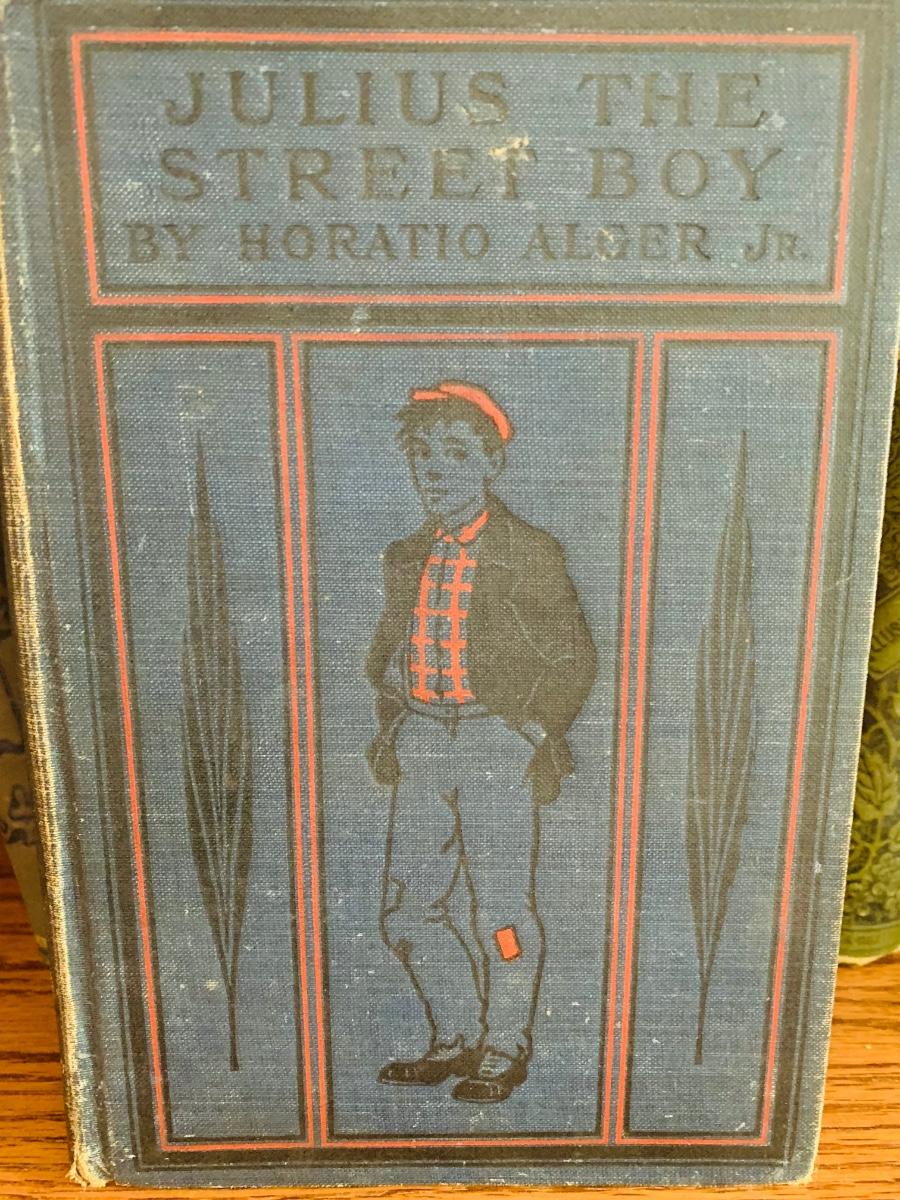 JULIUS THE
STREET BOY
BY HORATIO ALGER JR.